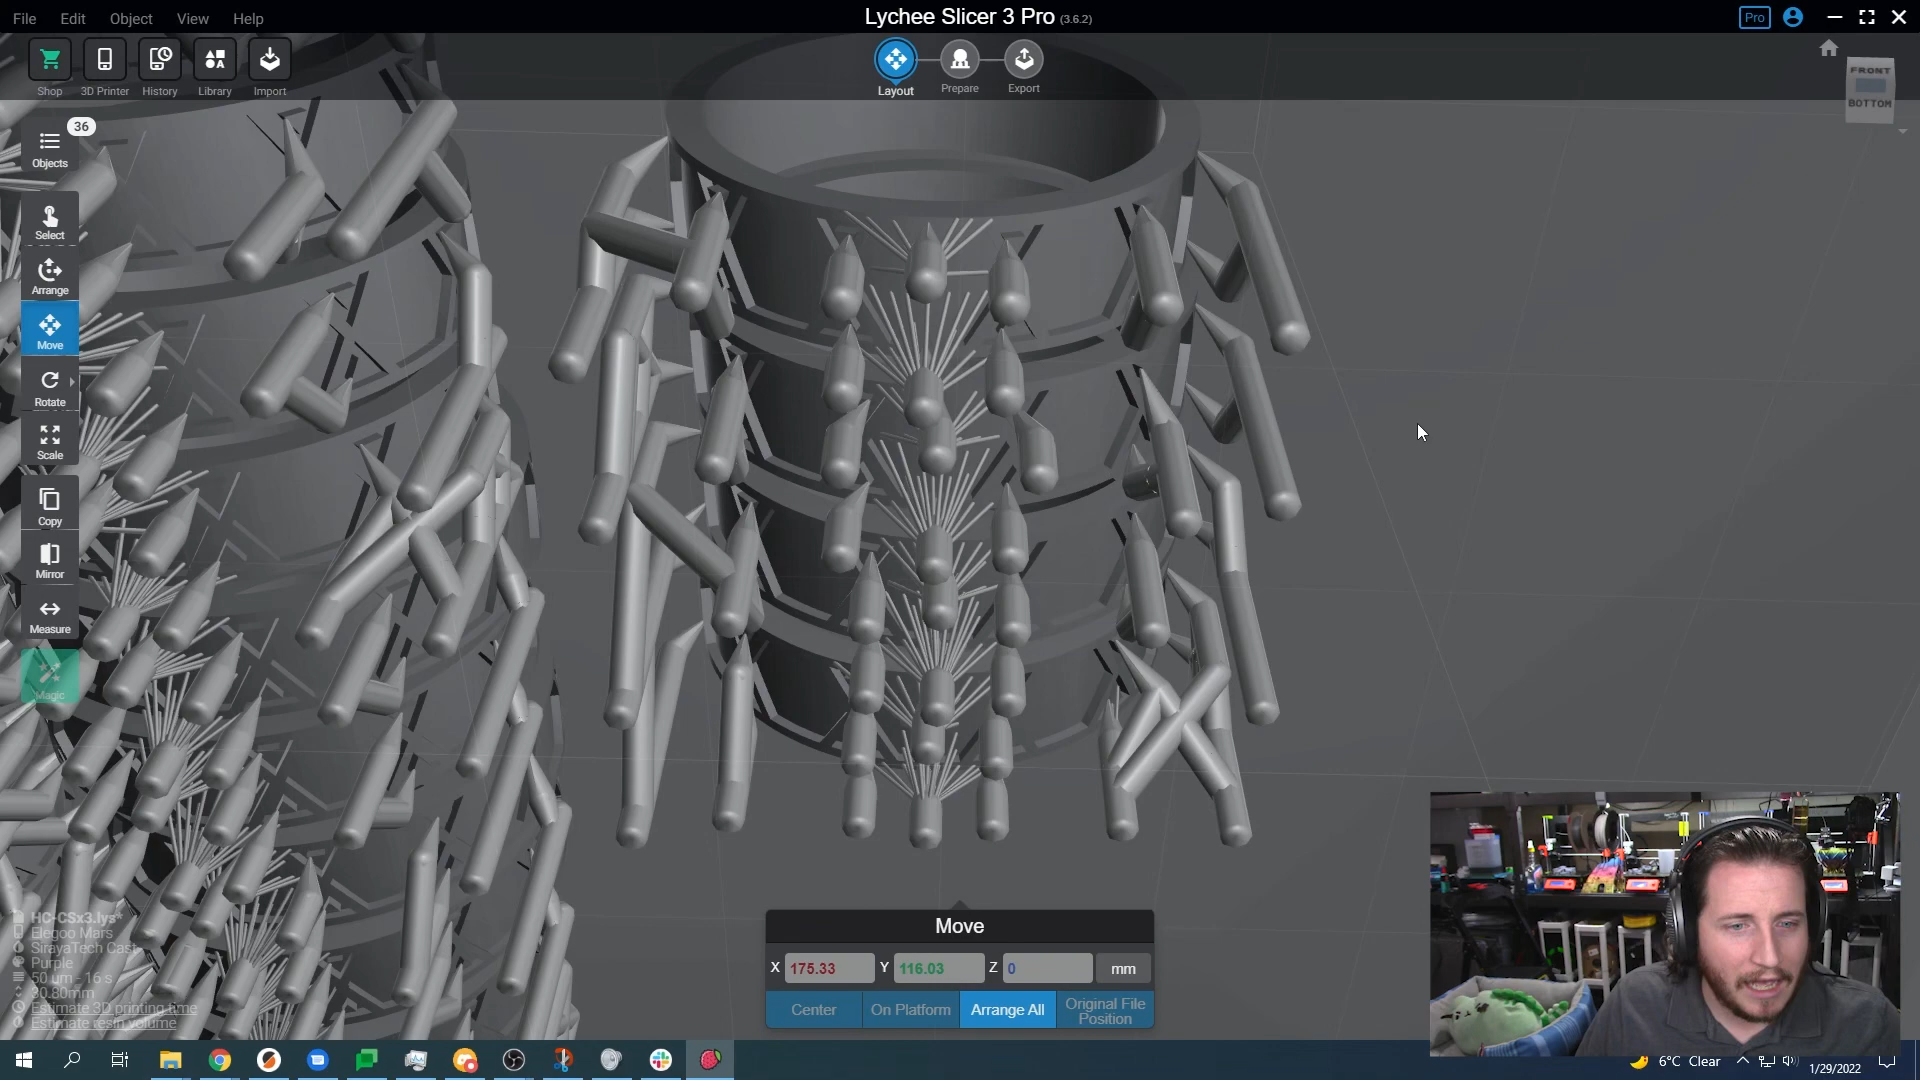 File Edit Object View Help
Lychee Slicer 3 Pro (3.6.2)
Pro
Shop 3D Printer History Library Import
Layout Prepare Export
FRONT
BOTTOM
36
Objects
Select
Arrange
Move
Rotate
Scale
Copy
Mirror
Measure
Magic
HC-CSx3.lys*
Elegoo Mars
SirayaTech Cast
Purple
50 um - 16 s
30.80mm
Estimate 3D printing time
Estimate resin volume
Move
X 175.33 Y 116.03 Z 0 mm
Center On Platform Arrange All Original File Position
6°C Clear
1/29/2022